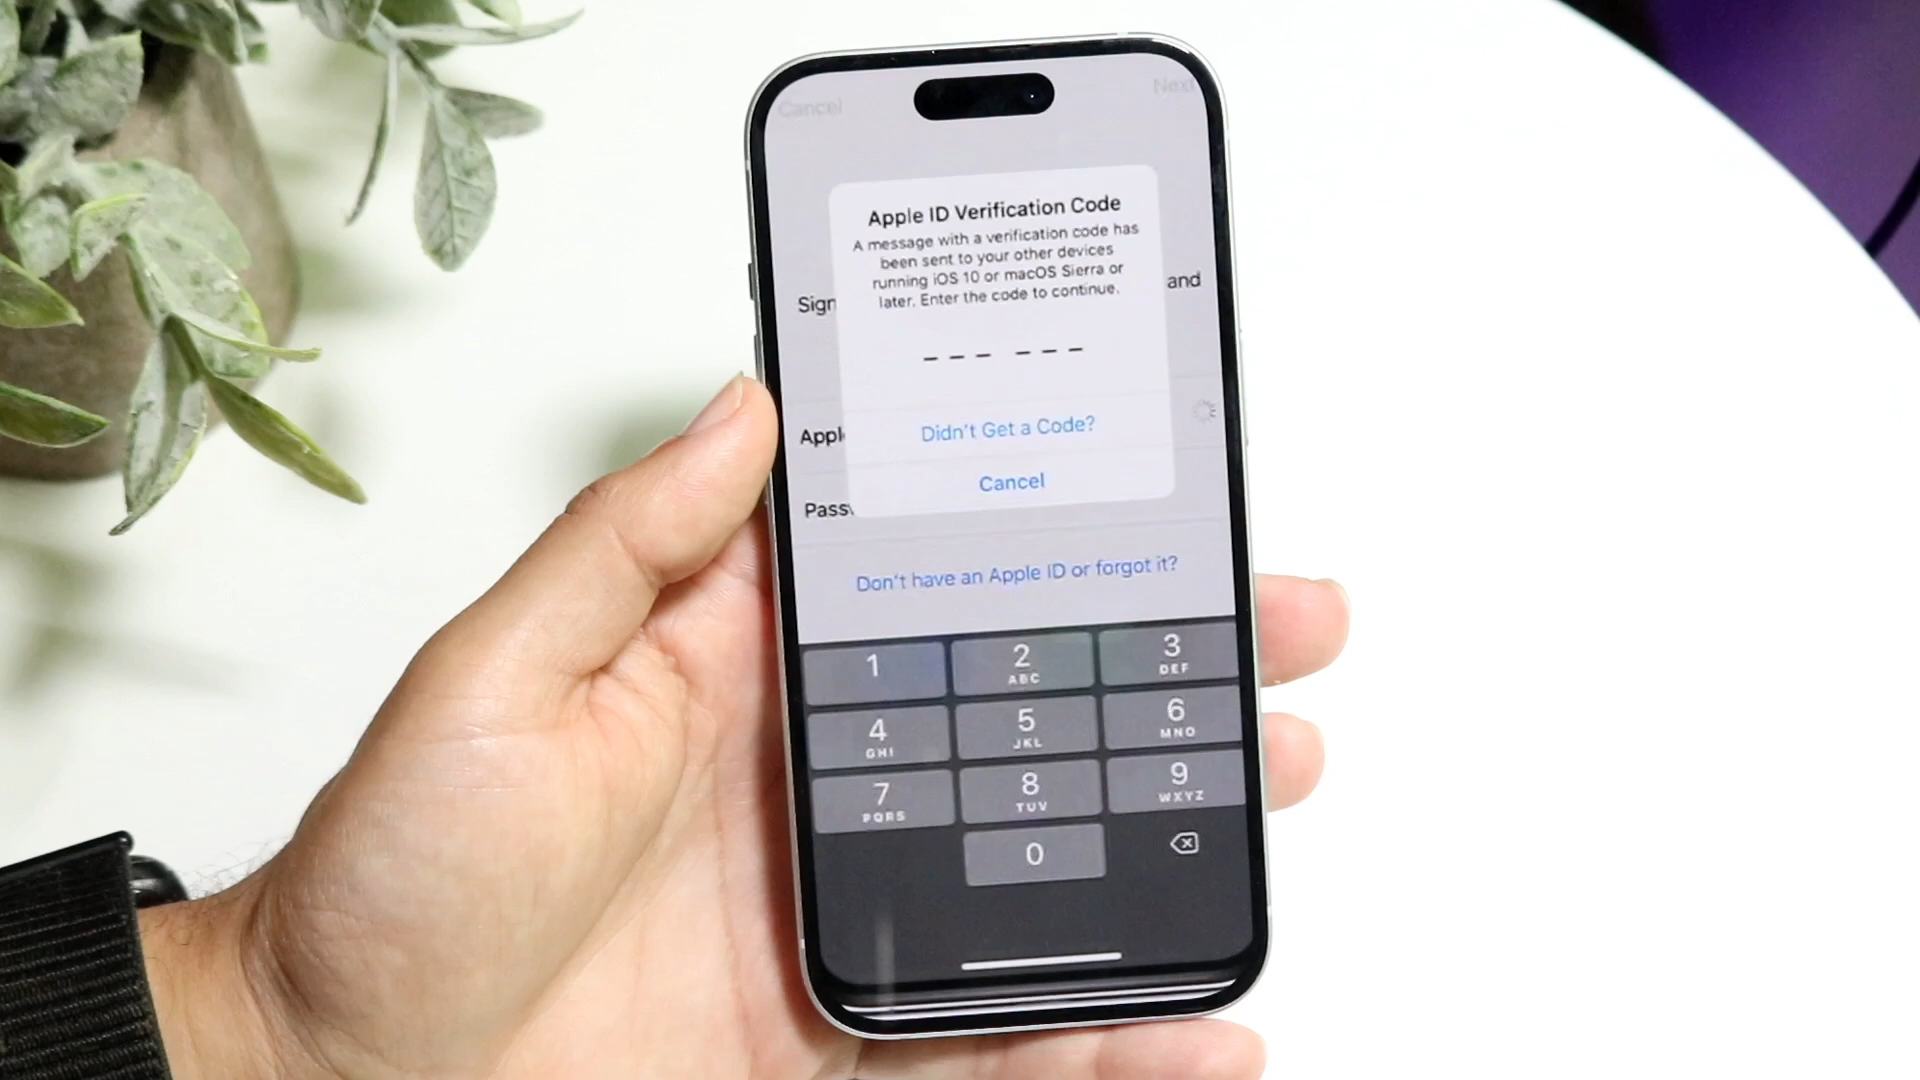 Cancel
Next
Apple ID Verification Code
A message with a verification code has
been sent to your other devices
running iOS 10 or macOS Sierra or
later. Enter the code to continue.
Sign
and
Didn't Get a Code?
Appl
Cancel
Pass
Don't have an Apple ID or forgot it?
1
2
ABC
3
DEF
4
GHI
5
JKL
6
MNO
7
PQRS
8
TUV
9
WXYZ
0